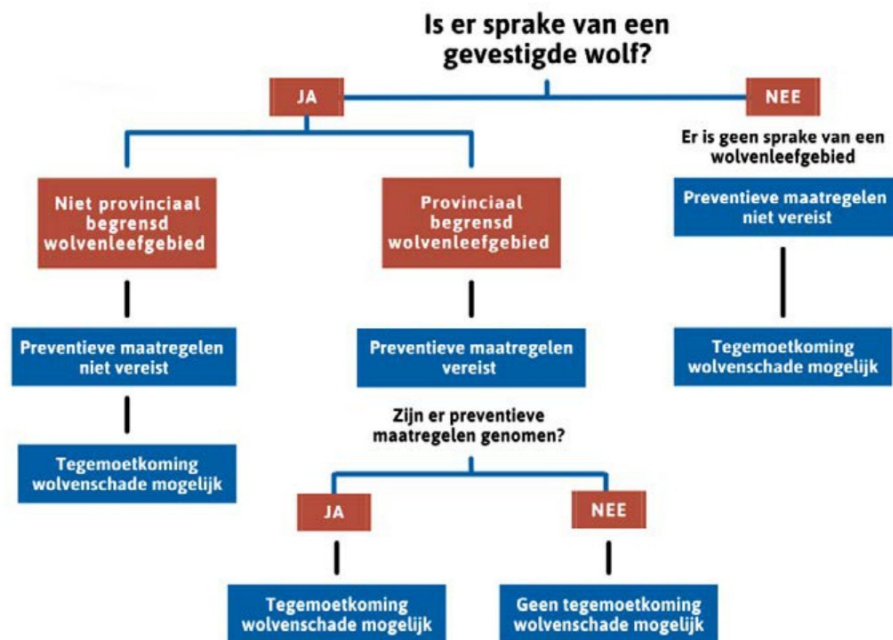 Is er sprake van een
gevestigde wolf?
JA
NEE
Er is geen sprake van een
wolvenleefgebied
Niet provinciaal
begrensd
wolvenleefgebied
Provinciaal
begrensd
wolvenleefgebied
Preventieve maatregelen
niet vereist
Preventieve maatregelen
niet vereist
Preventieve maatregelen
vereist
Tegemoetkoming
wolvenschade mogelijk
Zijn er preventieve
maatregelen genomen?
Tegemoetkoming
wolvenschade mogelijk
JA
NEE
Tegemoetkoming
wolvenschade mogelijk
Geen tegemoetkoming
wolvenschade mogelijk